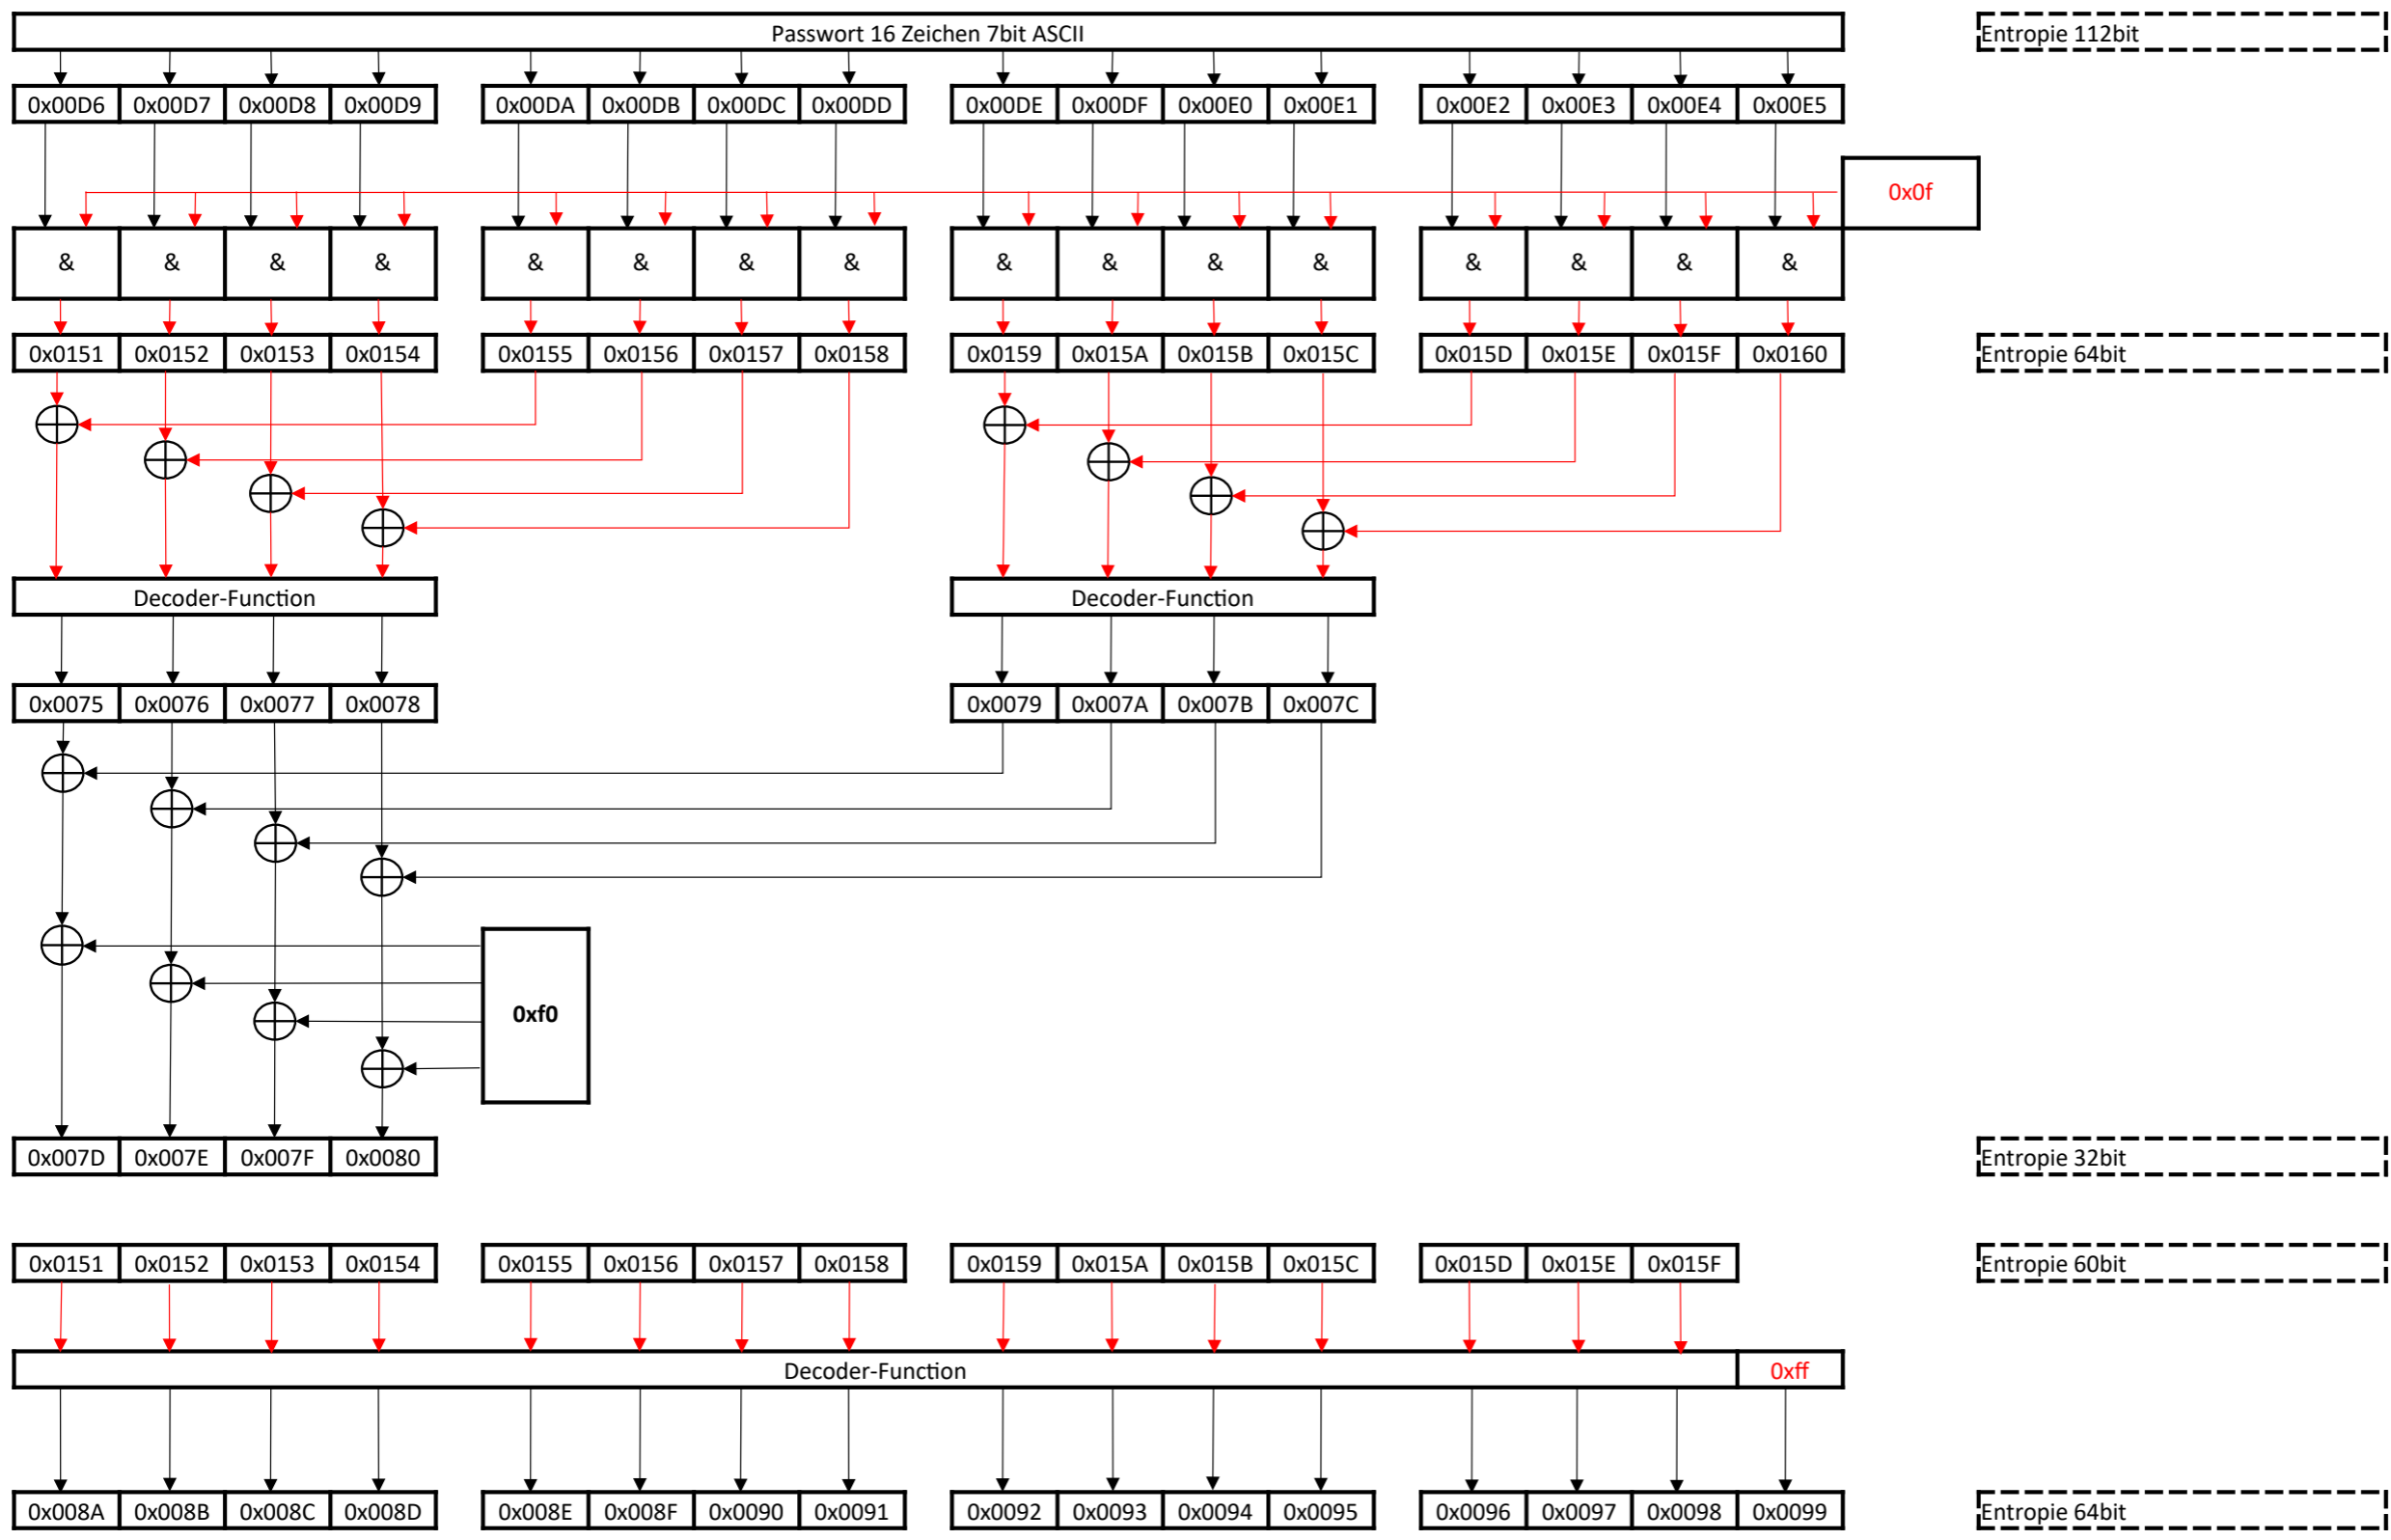 Passwort 16 Zeichen 7bit ASCII Entropie 112bit
0x00D6 0x00D7 0x00D8 0x00D9 0x00DA 0x00DB 0x00DC 0x00DD 0x00DE 0x00DF 0x00E0 0x00E1 0x00E2 0x00E3 0x00E4 0x00E5
0x0f
& & & & & & & & & & & & & & & &
0x0151 0x0152 0x0153 0x0154 0x0155 0x0156 0x0157 0x0158 0x0159 0x015A 0x015B 0x015C 0x015D 0x015E 0x015F 0x0160 Entropie 64bit
Decoder-Function Decoder-Function
0x0075 0x0076 0x0077 0x0078 0x0079 0x007A 0x007B 0x007C
0xf0
0x007D 0x007E 0x007F 0x0080 Entropie 32bit
0x0151 0x0152 0x0153 0x0154 0x0155 0x0156 0x0157 0x0158 0x0159 0x015A 0x015B 0x015C 0x015D 0x015E 0x015F Entropie 60bit
Decoder-Function 0xff
0x008A 0x008B 0x008C 0x008D 0x008E 0x008F 0x0090 0x0091 0x0092 0x0093 0x0094 0x0095 0x0096 0x0097 0x0098 0x0099 Entropie 64bit